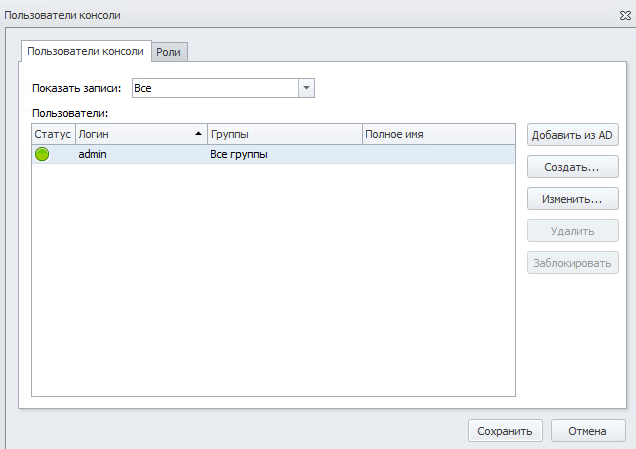 Пользователи консоли
Пользователи консоли Роли
Показать записи: Все
Пользователи:
Статус Логин Группы Полное имя
admin Все группы
Добавить из AD
Создать...
Изменить...
Удалить
Заблокировать
Сохранить Отмена